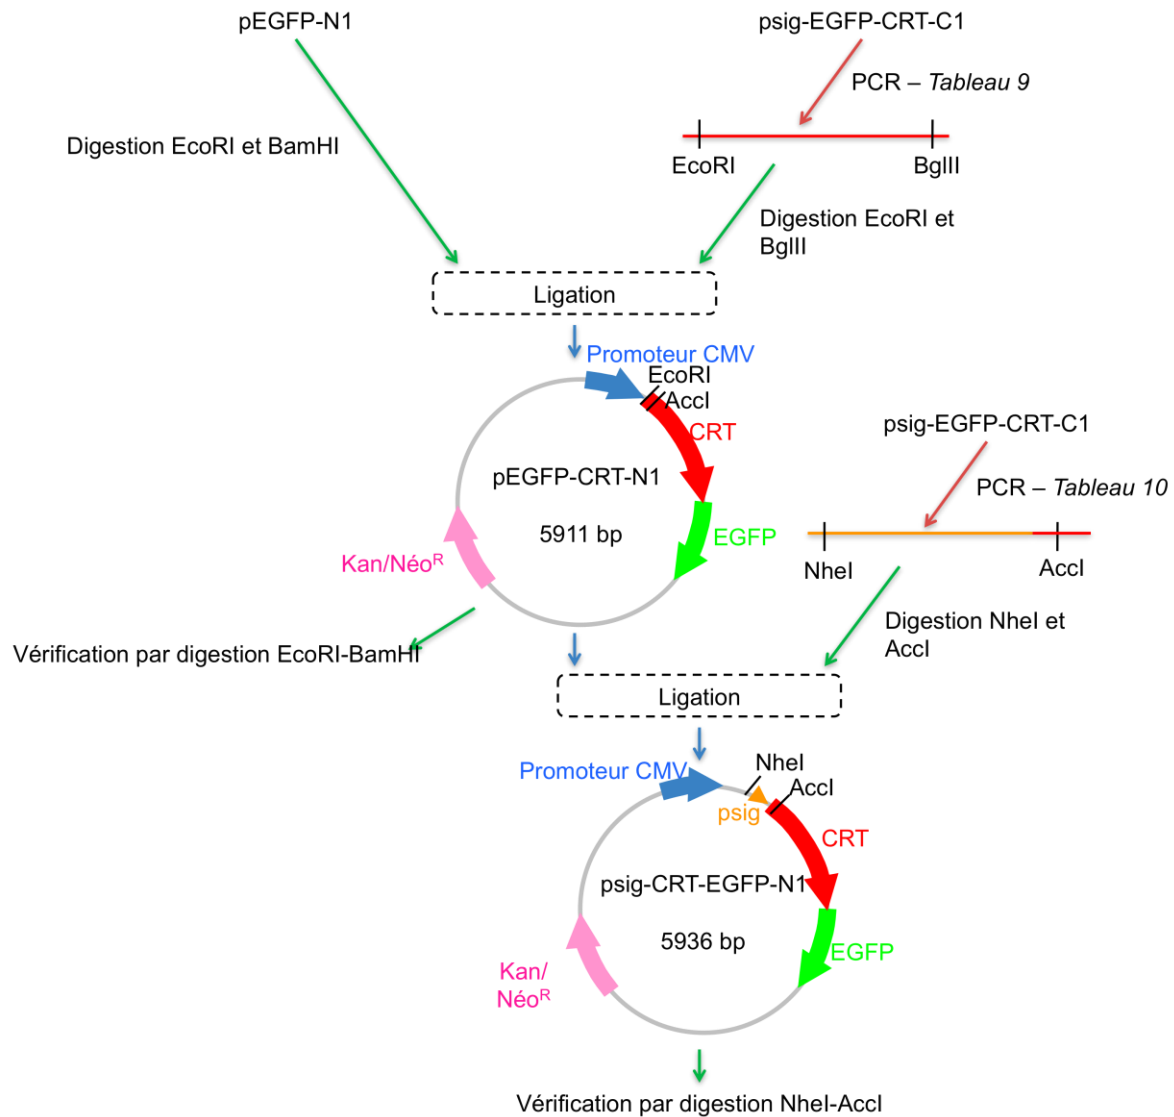 pEGFP-N1
psig-EGFP-CRT-C1
PCR – Tableau 9
Digestion EcoRI et BamHI
EcoRI
BglII
Digestion EcoRI et
BglII
Ligation
Promoteur CMV
EcoRI
AccI
CRT
pEGFP-CRT-N1
5911 bp
EGFP
Kan/Néoᴿ
psig-EGFP-CRT-C1
PCR – Tableau 10
NheI
AccI
Digestion NheI et
AccI
Vérification par digestion EcoRI-BamHI
Ligation
Promoteur CMV
NheI
AccI
psig
CRT
psig-CRT-EGFP-N1
5936 bp
EGFP
Kan/
Néoᴿ
Vérification par digestion NheI-AccI